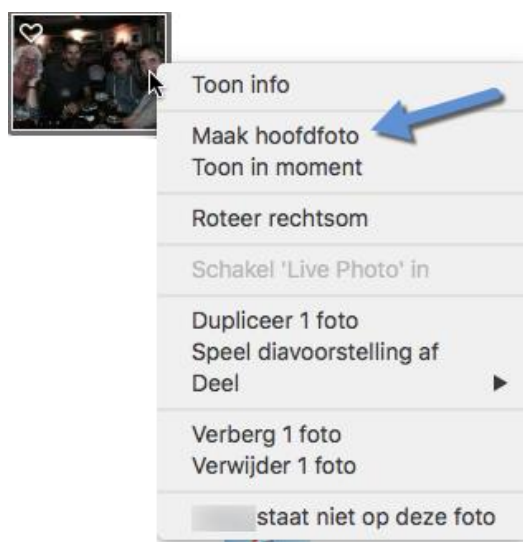 Toon info
Maak hoofdfoto
Toon in moment
Roteer rechtsom
Schakel 'Live Photo' in
Dupliceer 1 foto
Speel diavoorstelling af
Deel
Verberg 1 foto
Verwijder 1 foto
staat niet op deze foto